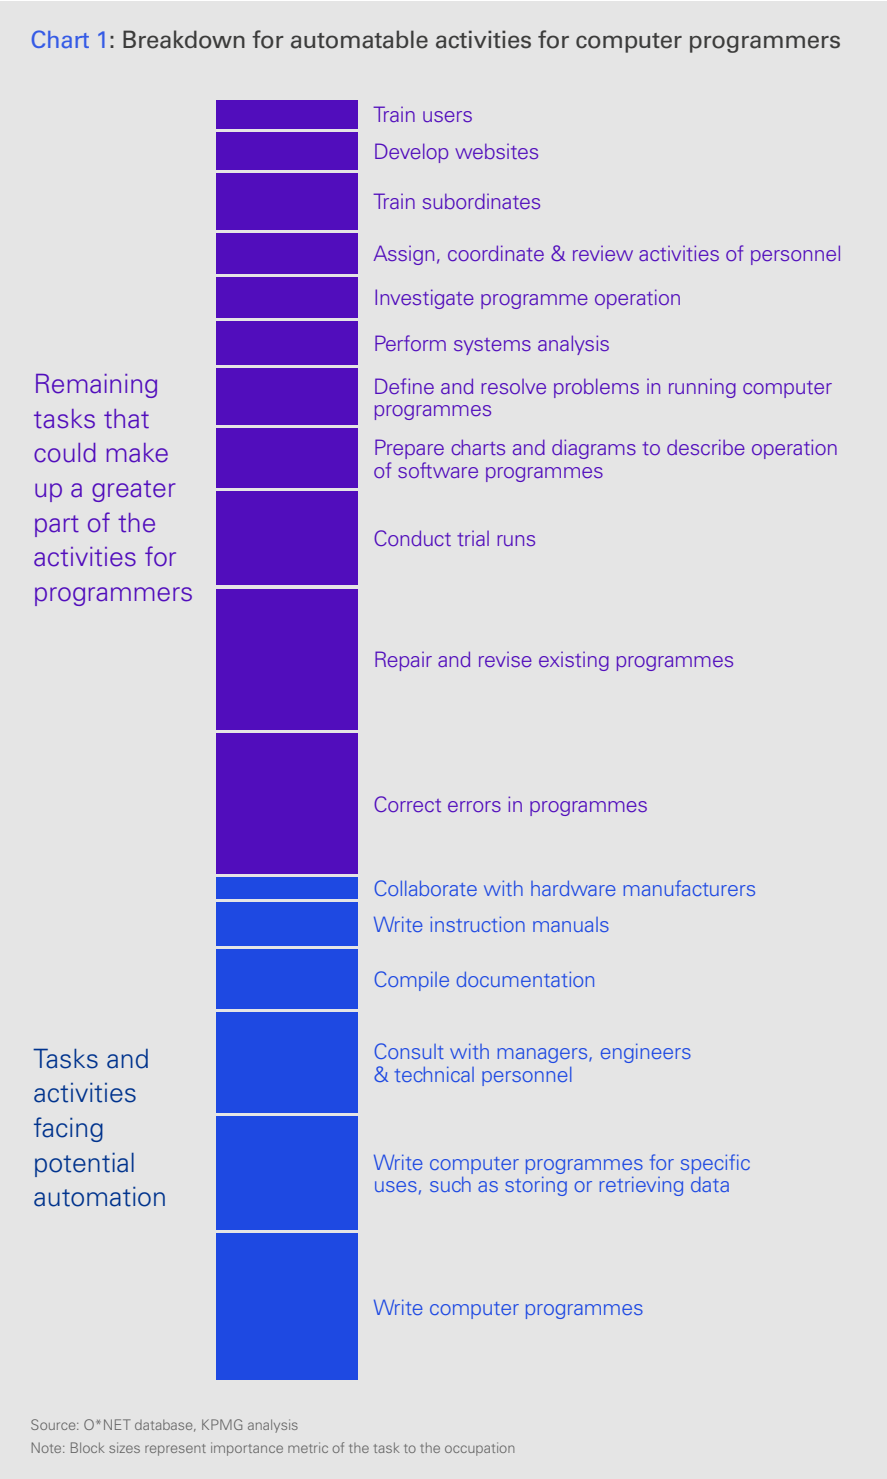 Chart 1: Breakdown for automatable activities for computer programmers
Train users
Develop websites
Train subordinates
Assign, coordinate & review activities of personnel
Investigate programme operation
Perform systems analysis
Define and resolve problems in running computer
programmes
Prepare charts and diagrams to describe operation
of software programmes
Conduct trial runs
Repair and revise existing programmes
Correct errors in programmes
Remaining
tasks that
could make
up a greater
part of the
activities for
programmers
Collaborate with hardware manufacturers
Write instruction manuals
Compile documentation
Consult with managers, engineers
& technical personnel
Write computer programmes for specific
uses, such as storing or retrieving data
Write computer programmes
Tasks and
activities
facing
potential
automation
Source: O*NET database, KPMG analysis
Note: Block sizes represent importance metric of the task to the occupation